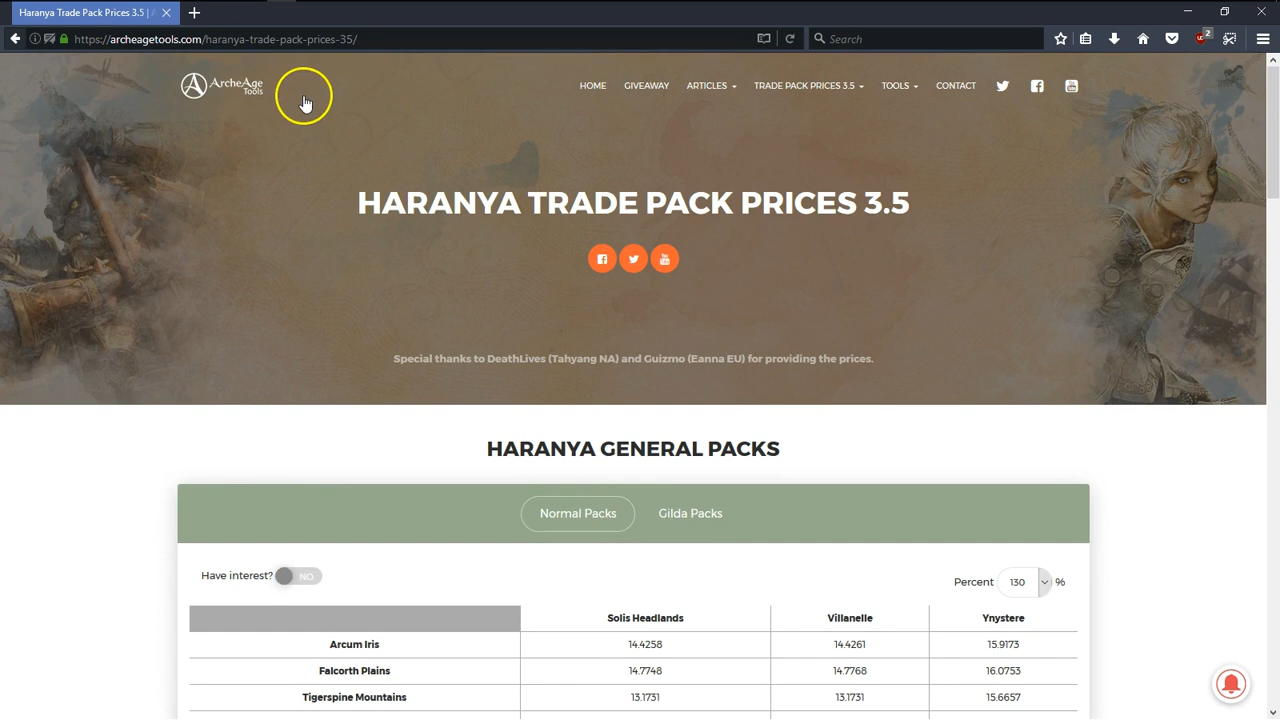 Haranya Trade Pack Prices 3.5 |
https://archeagetools.com/haranya-trade-pack-prices-35/
Search
2
ArcheAge
Tools
HOME GIVEAWAY ARTICLES TRADE PACK PRICES 3.5 TOOLS CONTACT
HARANYA TRADE PACK PRICES 3.5
Special thanks to DeathLives (Tahyang NA) and Guizmo (Eanna EU) for providing the prices.
HARANYA GENERAL PACKS
Normal Packs Gilda Packs
Have interest? NO Percent 130 %
Solis Headlands Villanelle Ynystere
Arcum Iris 14.4258 14.4261 15.9173
Falcorth Plains 14.7748 14.7768 16.0753
Tigerspine Mountains 13.1731 13.1731 15.6657